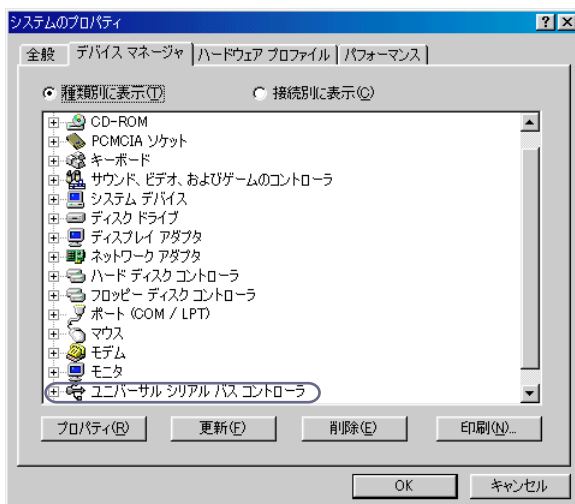 システムのプロパティ
全般 デバイス マネージャ ハードウェア プロファイル パフォーマンス
種類別に表示(T) 接続別に表示(C)
CD-ROM
PCMCIA ソケット
キーボード
サウンド、ビデオ、およびゲームのコントローラ
システム デバイス
ディスク ドライブ
ディスプレイ アダプタ
ネットワーク アダプタ
ハード ディスク コントローラ
フロッピー ディスク コントローラ
ポート (COM / LPT)
マウス
モデム
モニタ
ユニバーサル シリアル バス コントローラ
プロパティ(R) 更新(F) 削除(E) 印刷(N)...
OK キャンセル